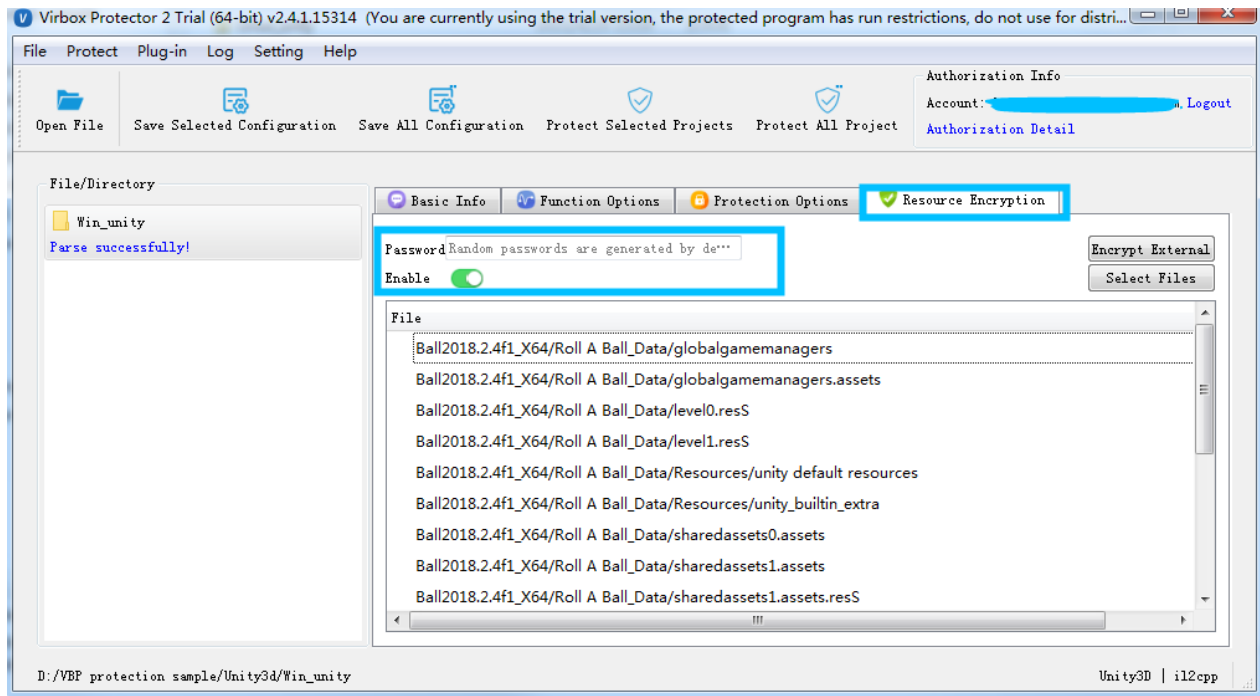 Virbox Protector 2 Trial (64-bit) v2.4.1.15314 (You are currently using the trial version, the protected program has run restrictions, do not use for distri...
File Protect Plug-in Log Setting Help
Open File Save Selected Configuration Save All Configuration Protect Selected Projects Protect All Project
Authorization Info
Account: Logout
Authorization Detail
File/Directory
Win_unity
Parse successfully!
Basic Info Function Options Protection Options Resource Encryption
Password Random passwords are generated by de...
Enable
Encrypt External
Select Files
File
Ball2018.2.4f1_X64/Roll A Ball_Data/globalgamemanagers
Ball2018.2.4f1_X64/Roll A Ball_Data/globalgamemanagers.assets
Ball2018.2.4f1_X64/Roll A Ball_Data/level0.resS
Ball2018.2.4f1_X64/Roll A Ball_Data/level1.resS
Ball2018.2.4f1_X64/Roll A Ball_Data/Resources/unity default resources
Ball2018.2.4f1_X64/Roll A Ball_Data/Resources/unity_builtin_extra
Ball2018.2.4f1_X64/Roll A Ball_Data/sharedassets0.assets
Ball2018.2.4f1_X64/Roll A Ball_Data/sharedassets1.assets
Ball2018.2.4f1_X64/Roll A Ball_Data/sharedassets1.assets.resS
D:/VBP protection sample/Unity3d/Win_unity
Unity3D | il2cpp